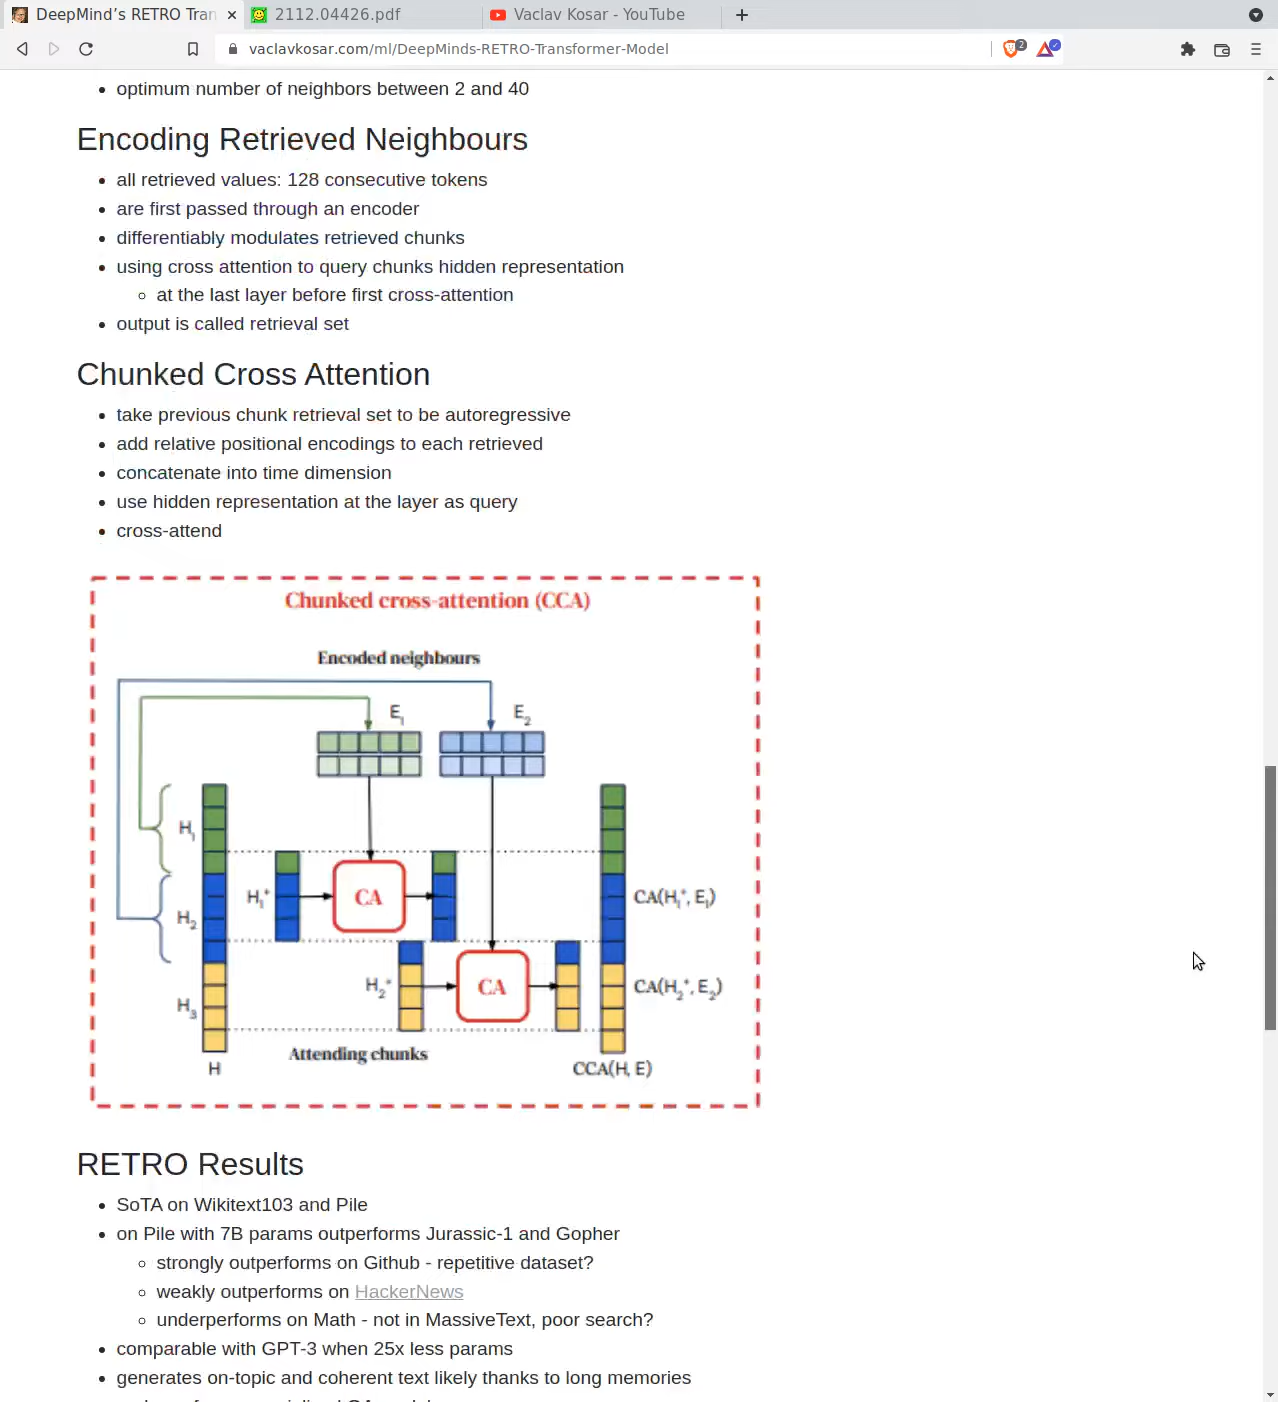 DeepMind’s RETRO Tran
2112.04426.pdf
Vaclav Kosar - YouTube
vaclavkosar.com/ml/DeepMinds-RETRO-Transformer-Model
2
optimum number of neighbors between 2 and 40
Encoding Retrieved Neighbours
all retrieved values: 128 consecutive tokens
are first passed through an encoder
differentiably modulates retrieved chunks
using cross attention to query chunks hidden representation
at the last layer before first cross-attention
output is called retrieval set
Chunked Cross Attention
take previous chunk retrieval set to be autoregressive
add relative positional encodings to each retrieved
concatenate into time dimension
use hidden representation at the layer as query
cross-attend
Chunked cross-attention (CCA)
Encoded neighbours
E₁
E₂
H₁
H₁⁺
CA
CA(H₁⁺, E₁)
H₂
H₂⁺
CA
CA(H₂⁺, E₂)
H₃
Attending chunks
H
CCA(H, E)
RETRO Results
SoTA on Wikitext103 and Pile
on Pile with 7B params outperforms Jurassic-1 and Gopher
strongly outperforms on Github - repetitive dataset?
weakly outperforms on HackerNews
underperforms on Math - not in MassiveText, poor search?
comparable with GPT-3 when 25x less params
generates on-topic and coherent text likely thanks to long memories